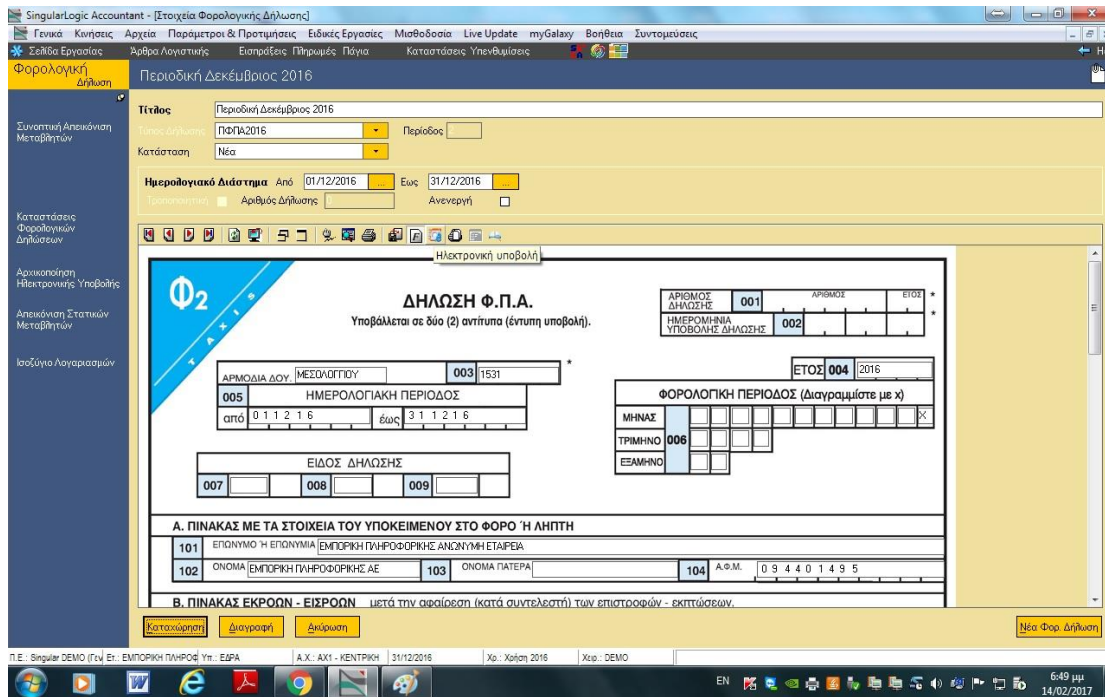 SingularLogic Accountant - [Στοιχεία Φορολογικής Δήλωσης]
Γενικά Κινήσεις Αρχεία Παράμετροι & Προτιμήσεις Ειδικές Εργασίες Μισθοδοσία Live Update myGalaxy Βοήθεια Συντομεύσεις
Σελίδα Εργασίας Άρθρα Λογιστικής Εισπράξεις Πληρωμές Πάγια Καταστάσεις Υπενθυμίσεις
Φορολογική Δήλωση
Περιοδική Δεκέμβριος 2016
Τίτλος Περιοδική Δεκέμβριος 2016
Τύπος Δήλωσης ΠΦΠΑ2016 Περίοδος 2
Κατάσταση Νέα
Ημερολογιακό Διάστημα Από 01/12/2016 ... Εως 31/12/2016 ...
Τροποποιητική Αριθμός Δήλωσης 0 Ανενεργή
Συνοπτική Απεικόνιση Μεταβλητών
Καταστάσεις Φορολογικών Δηλώσεων
Αρχικοποίηση Ηλεκτρονικής Υποβολής
Απεικόνιση Στατικών Μεταβλητών
Ισοζύγιο Λογαριασμών
Ηλεκτρονική υποβολή
Φ2
TAXIS
ΔΗΛΩΣΗ Φ.Π.Α.
Υποβάλλεται σε δύο (2) αντίτυπα (έντυπη υποβολή).
ΑΡΙΘΜΟΣ ΔΗΛΩΣΗΣ 001 ΑΡΙΘΜΟΣ ΕΤΟΣ *
ΗΜΕΡΟΜΗΝΙΑ ΥΠΟΒΟΛΗΣ ΔΗΛΩΣΗΣ 002 *
ΑΡΜΟΔΙΑ ΔΟΥ. ΜΕΣΟΛΟΓΓΙΟΥ 003 1531 *
ΕΤΟΣ 004 2016
005 ΗΜΕΡΟΛΟΓΙΑΚΗ ΠΕΡΙΟΔΟΣ
από 0 1 1 2 1 6 έως 3 1 1 2 1 6
ΦΟΡΟΛΟΓΙΚΗ ΠΕΡΙΟΔΟΣ (Διαγραμμίστε με x)
ΜΗΝΑΣ X
ΤΡΙΜΗΝΟ 006
ΕΞΑΜΗΝΟ
ΕΙΔΟΣ ΔΗΛΩΣΗΣ
007 008 009
Α. ΠΙΝΑΚΑΣ ΜΕ ΤΑ ΣΤΟΙΧΕΙΑ ΤΟΥ ΥΠΟΚΕΙΜΕΝΟΥ ΣΤΟ ΦΟΡΟ Ή ΛΗΠΤΗ
101 ΕΠΩΝΥΜΟ Ή ΕΠΩΝΥΜΙΑ ΕΜΠΟΡΙΚΗ ΠΛΗΡΟΦΟΡΙΚΗΣ ΑΝΩΝΥΜΗ ΕΤΑΙΡΕΙΑ
102 ΟΝΟΜΑ ΕΜΠΟΡΙΚΗ ΠΛΗΡΟΦΟΡΙΚΗΣ ΑΕ 103 ΟΝΟΜΑ ΠΑΤΕΡΑ 104 Α.Φ.Μ. 0 9 4 4 0 1 4 9 5
Β. ΠΙΝΑΚΑΣ ΕΚΡΟΩΝ - ΕΙΣΡΟΩΝ μετά την αφαίρεση (κατά συντελεστή) των επιστροφών - εκπτώσεων.
Καταχώρηση Διαγραφή Ακύρωση Νέα Φορ. Δήλωση
Π.Ε.: Singular DEMO (Γεν Ετ.: ΕΜΠΟΡΙΚΗ ΠΛΗΡΟΦ Υπ.: ΕΔΡΑ Α.Χ.: ΑΧ1 - ΚΕΝΤΡΙΚΗ 31/12/2016 Χρ.: Χρήση 2016 Χειρ.: DEMO
EN 6:49 μμ
14/02/2017